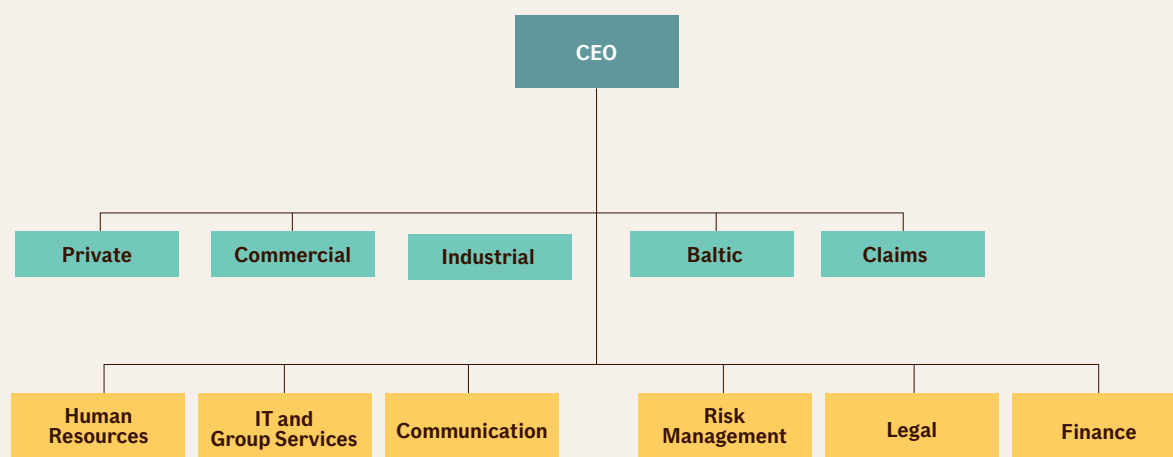 CEO
Private
Commercial
Industrial
Baltic
Claims
Human
Resources
IT and
Group Services
Communication
Risk
Management
Legal
Finance